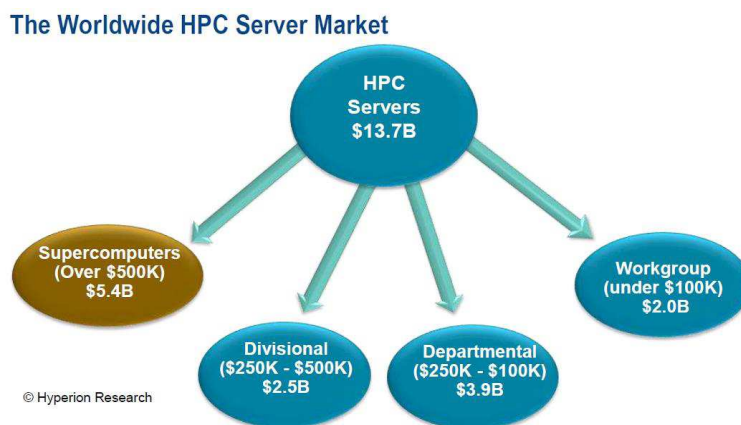 The Worldwide HPC Server Market
HPC
Servers
$13.7B
Supercomputers
(Over $500K)
$5.4B
Divisional
($250K - $500K)
$2.5B
Departmental
($250K - $100K)
$3.9B
Workgroup
(under $100K)
$2.0B
© Hyperion Research